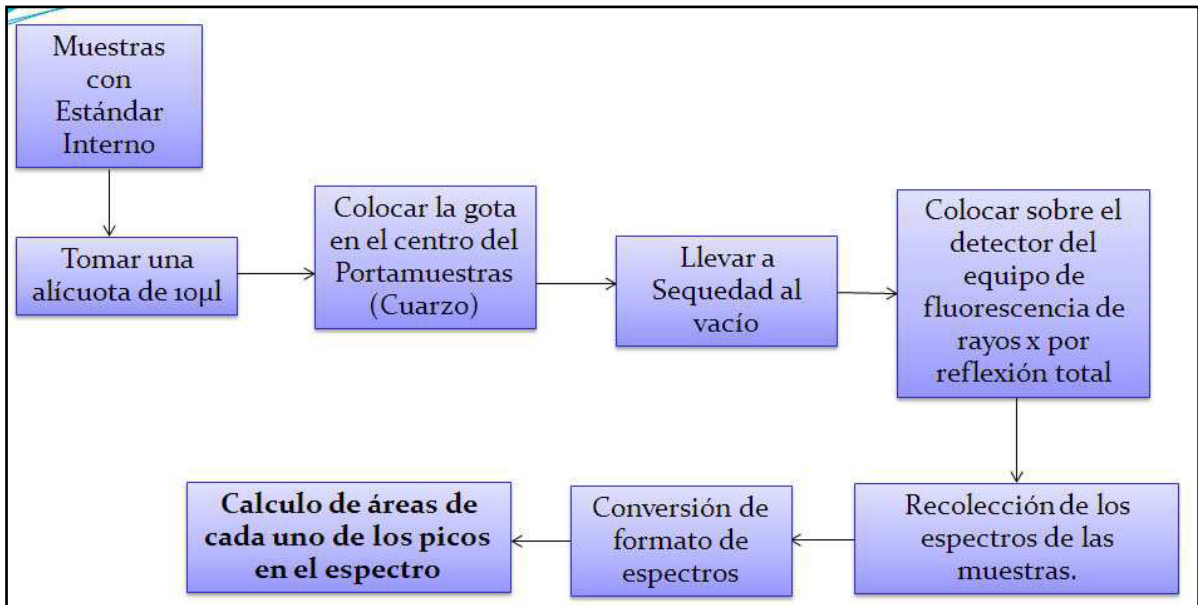 Muestras
con
Estándar
Interno
Tomar una
alícuota de 10µl
Colocar la gota
en el centro del
Portamuestras
(Cuarzo)
Llevar a
Sequedad al
vacío
Colocar sobre el
detector del
equipo de
fluorescencia de
rayos x por
reflexión total
Recolección de los
espectros de las
muestras.
Conversión de
formato de
espectros
Calculo de áreas de
cada uno de los picos
en el espectro